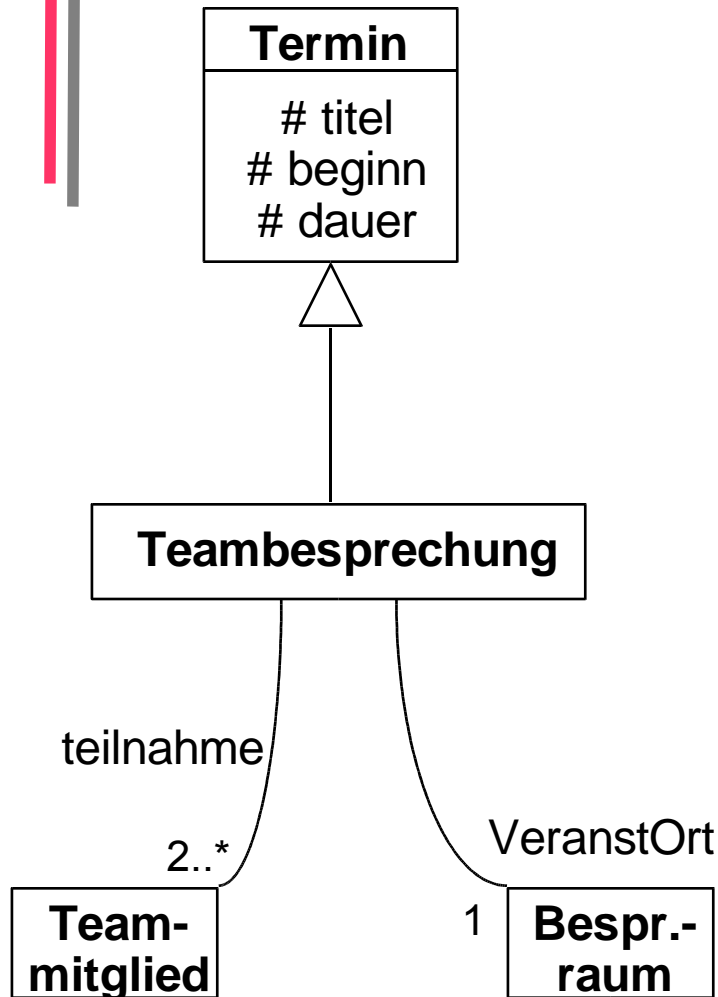 Termin
# titel
# beginn
# dauer
Teambesprechung
teilnahme
VeranstOrt
2..*
1
Team-
mitglied
Bespr.-
raum